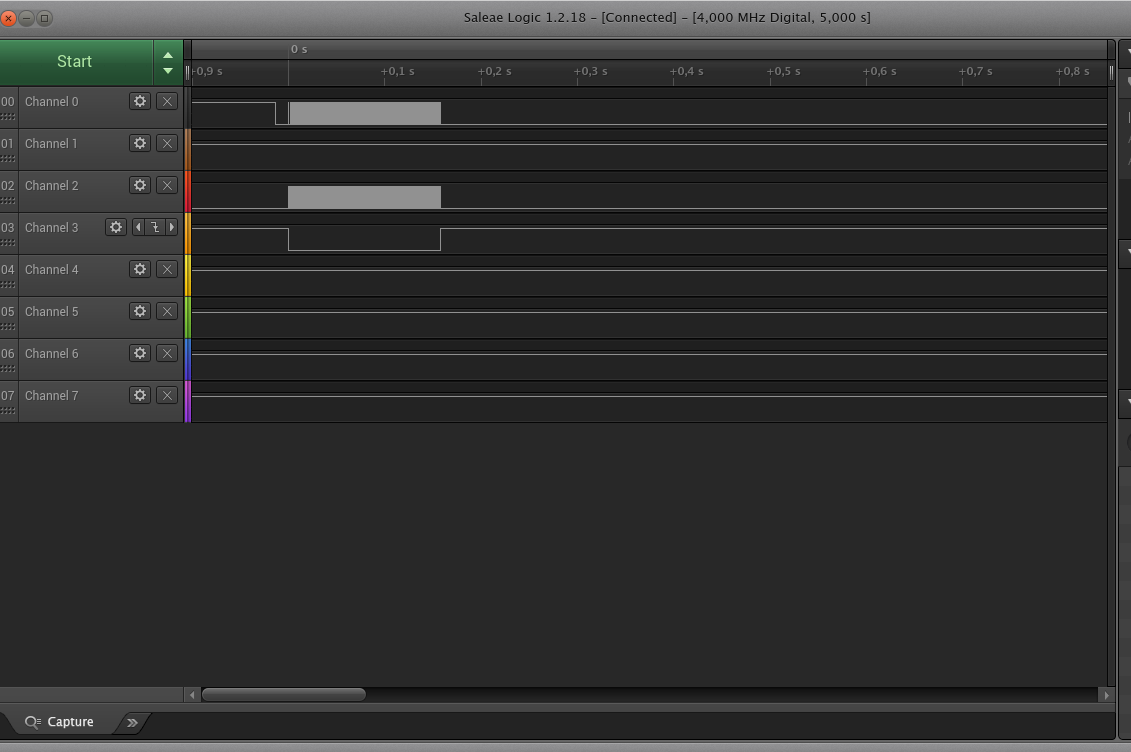 Saleae Logic 1.2.18 – [Connected] – [4,000 MHz Digital, 5,000 s]
Start
0 s
+0,9 s +0,1 s +0,2 s +0,3 s +0,4 s +0,5 s +0,6 s +0,7 s +0,8 s
00 Channel 0
01 Channel 1
02 Channel 2
03 Channel 3
04 Channel 4
05 Channel 5
06 Channel 6
07 Channel 7
Capture